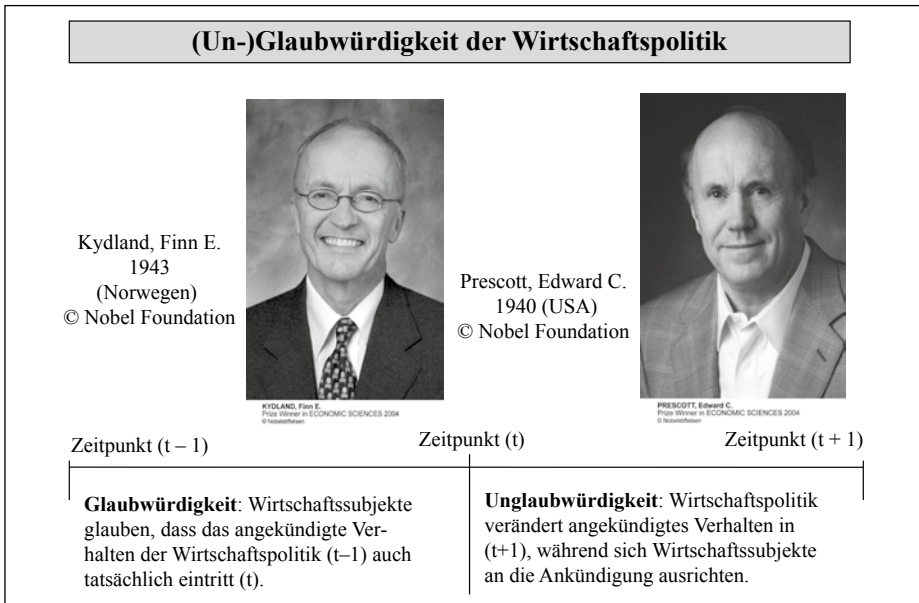 (Un-)Glaubwürdigkeit der Wirtschaftspolitik
Kydland, Finn E.
1943
(Norwegen)
© Nobel Foundation
KYDLAND, Finn E.
Prize Winner in ECONOMIC SCIENCES 2004
© Nobelstiftelsen
Prescott, Edward C.
1940 (USA)
© Nobel Foundation
PRESCOTT, Edward C.
Prize Winner in ECONOMIC SCIENCES 2004
© Nobelstiftelsen
Zeitpunkt (t – 1)
Zeitpunkt (t)
Zeitpunkt (t + 1)
Glaubwürdigkeit: Wirtschaftssubjekte
glauben, dass das angekündigte Ver-
halten der Wirtschaftspolitik (t–1) auch
tatsächlich eintritt (t).
Unglaubwürdigkeit: Wirtschaftspolitik
verändert angekündigtes Verhalten in
(t+1), während sich Wirtschaftssubjekte
an die Ankündigung ausrichten.